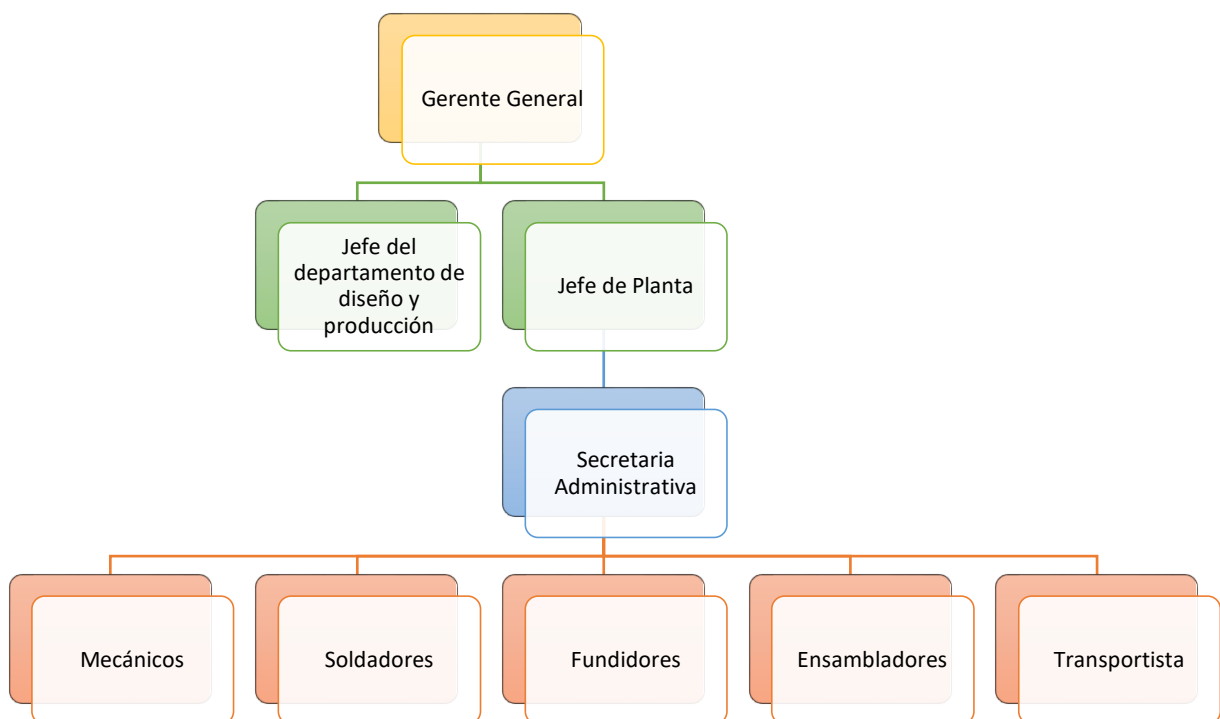 Gerente General
Jefe del
departamento de
diseño y
producción
Jefe de Planta
Secretaria
Administrativa
Mecánicos
Soldadores
Fundidores
Ensambladores
Transportista